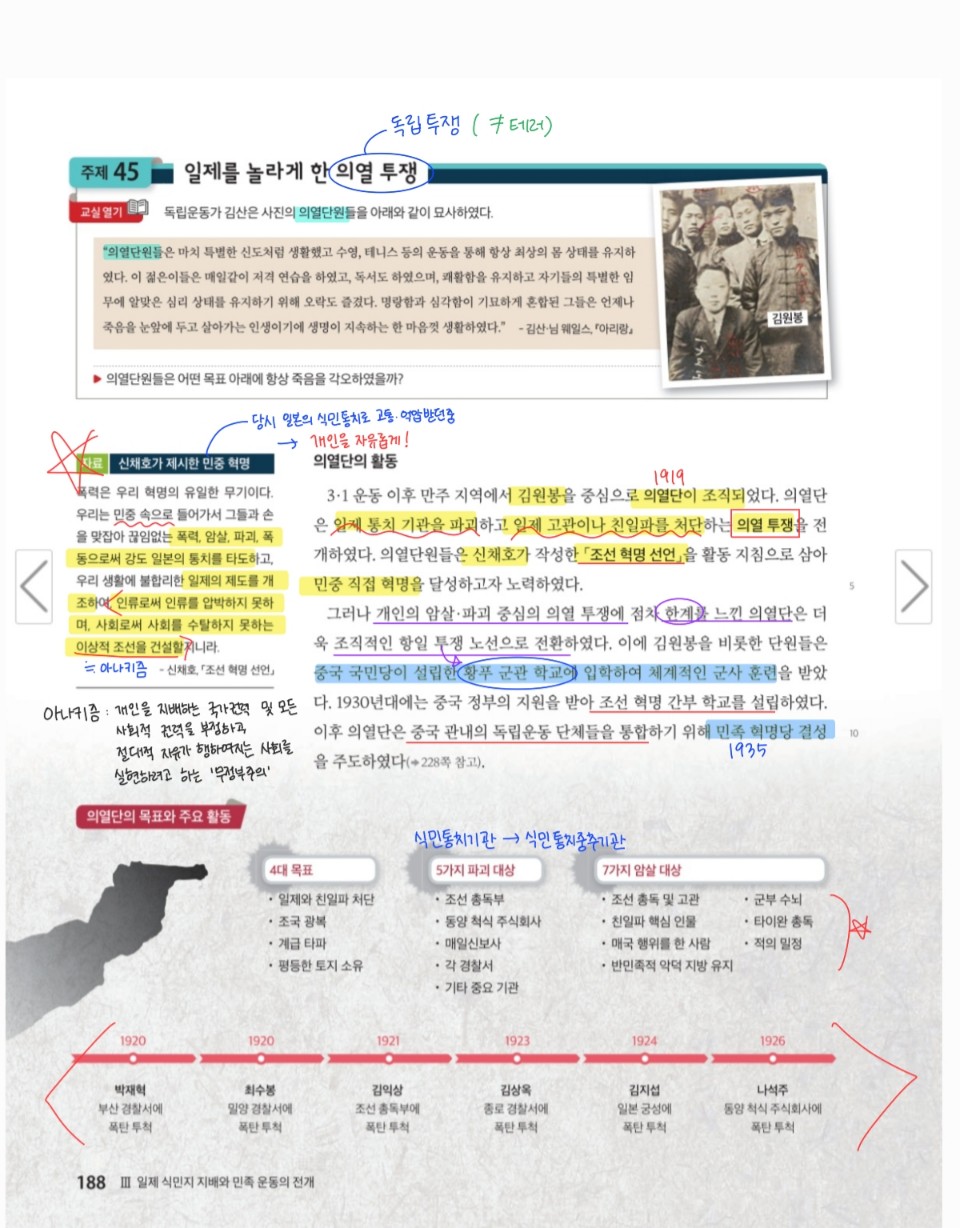 독립투쟁 (≠테러)
주제 45 일제를 놀라게 한 의열 투쟁
교실 열기 독립운동가 김산은 사진의 의열단원들을 아래와 같이 묘사하였다.
“의열단원들은 마치 특별한 신도처럼 생활했고 수영, 테니스 등의 운동을 통해 항상 최상의 몸 상태를 유지하
였다. 이 젊은이들은 매일같이 저격 연습을 하였고, 독서도 하였으며, 쾌활함을 유지하고 자기들의 특별한 임
무에 알맞은 심리 상태를 유지하기 위해 오락도 즐겼다. 명랑함과 심각함이 기묘하게 혼합된 그들은 언제나
죽음을 눈앞에 두고 살아가는 인생이기에 생명이 지속하는 한 마음껏 생활하였다.” - 김산·님 웨일스, 『아리랑』
김원봉
▶ 의열단원들은 어떤 목표 아래에 항상 죽음을 각오하였을까?
당시 일본의 식민통치로 고통·억압받던중
→ 개인을 자유롭게!
자료 신채호가 제시한 민중 혁명
폭력은 우리 혁명의 유일한 무기이다.
우리는 민중 속으로 들어가서 그들과 손
을 맞잡아 끊임없는 폭력, 암살, 파괴, 폭
동으로써 강도 일본의 통치를 타도하고,
우리 생활에 불합리한 일제의 제도를 개
조하여 인류로써 인류를 압박하지 못하
며, 사회로써 사회를 수탈하지 못하는
이상적 조선을 건설할지니라.
≒ 아나키즘 - 신채호, 「조선 혁명 선언」
아나키즘 : 개인을 지배하는 국가권력 및 모든
사회적 권력을 부정하고
절대적 자유가 행하여지는 사회를
실현하려고 하는 '무정부주의'
의열단의 활동
1919
3·1 운동 이후 만주 지역에서 김원봉을 중심으로 의열단이 조직되었다. 의열단
은 일제 통치 기관을 파괴하고 일제 고관이나 친일파를 처단하는 의열 투쟁을 전
개하였다. 의열단원들은 신채호가 작성한 「조선 혁명 선언」을 활동 지침으로 삼아
민중 직접 혁명을 달성하고자 노력하였다.
5
그러나 개인의 암살·파괴 중심의 의열 투쟁에 점차 한계를 느낀 의열단은 더
욱 조직적인 항일 투쟁 노선으로 전환하였다. 이에 김원봉을 비롯한 단원들은
중국 국민당이 설립한 황푸 군관 학교에 입학하여 체계적인 군사 훈련을 받았
다. 1930년대에는 중국 정부의 지원을 받아 조선 혁명 간부 학교를 설립하였다.
이후 의열단은 중국 관내의 독립운동 단체들을 통합하기 위해 민족 혁명당 결성
10
1935
을 주도하였다(➔ 228쪽 참고).
의열단의 목표와 주요 활동
식민통치기관 → 식민통치중추기관
4대 목표
• 일제와 친일파 처단
• 조국 광복
• 계급 타파
• 평등한 토지 소유
5가지 파괴 대상
• 조선 총독부
• 동양 척식 주식회사
• 매일신보사
• 각 경찰서
• 기타 중요 기관
7가지 암살 대상
• 조선 총독 및 고관
• 친일파 핵심 인물
• 매국 행위를 한 사람
• 반민족적 악덕 지방 유지
• 군부 수뇌
• 타이완 총독
• 적의 밀정
1920
박재혁
부산 경찰서에
폭탄 투척
1920
최수봉
밀양 경찰서에
폭탄 투척
1921
김익상
조선 총독부에
폭탄 투척
1923
김상옥
종로 경찰서에
폭탄 투척
1924
김지섭
일본 궁성에
폭탄 투척
1926
나석주
동양 척식 주식회사에
폭탄 투척
188 Ⅲ 일제 식민지 지배와 민족 운동의 전개